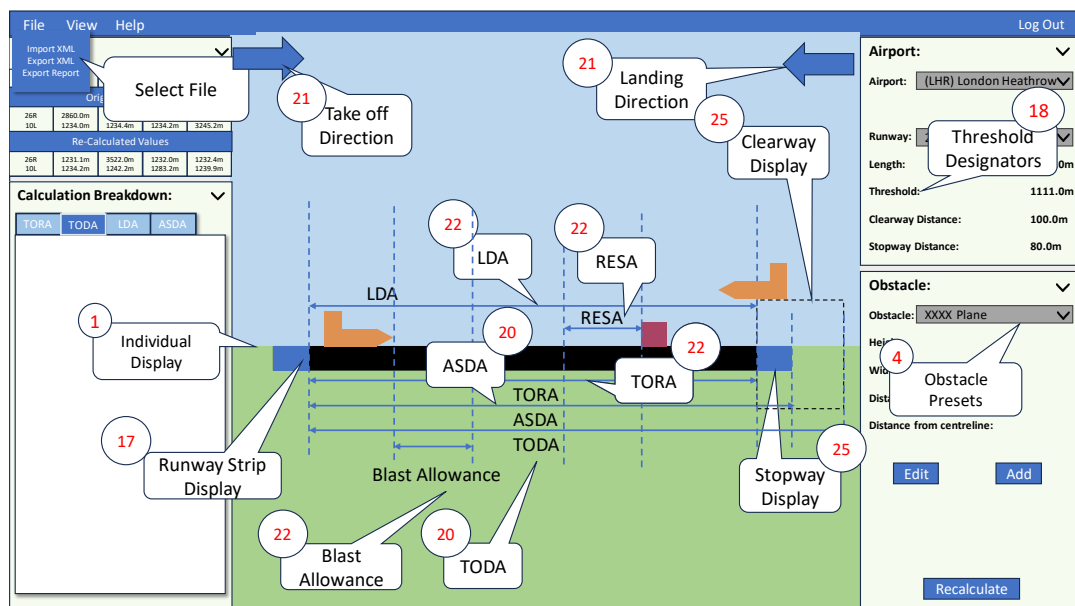 File View Help Log Out
Import XML
Export XML
Export Report
Select File
26R 2860.0m
10L 1234.0m 1234.4m 1234.2m 3245.2m
Re-Calculated Values
26R 1231.1m 3522.0m 1232.0m 1232.4m
10L 1234.2m 1242.2m 1283.2m 1239.9m
Calculation Breakdown:
TORA TODA LDA ASDA
1
Individual
Display
17
Runway Strip
Display
21
Take off
Direction
21
Landing
Direction
25
Clearway
Display
22
LDA
22
RESA
LDA
RESA
20
ASDA
22
TORA
TORA
ASDA
TODA
Blast Allowance
22
Blast
Allowance
20
TODA
25
Stopway
Display
Airport:
Airport: (LHR) London Heathrow
18
Threshold
Designators
Runway:
Length:
Threshold: 1111.0m
Clearway Distance: 100.0m
Stopway Distance: 80.0m
Obstacle:
Obstacle: XXXX Plane
4
Obstacle
Presets
Distance from centreline:
Edit Add
Recalculate